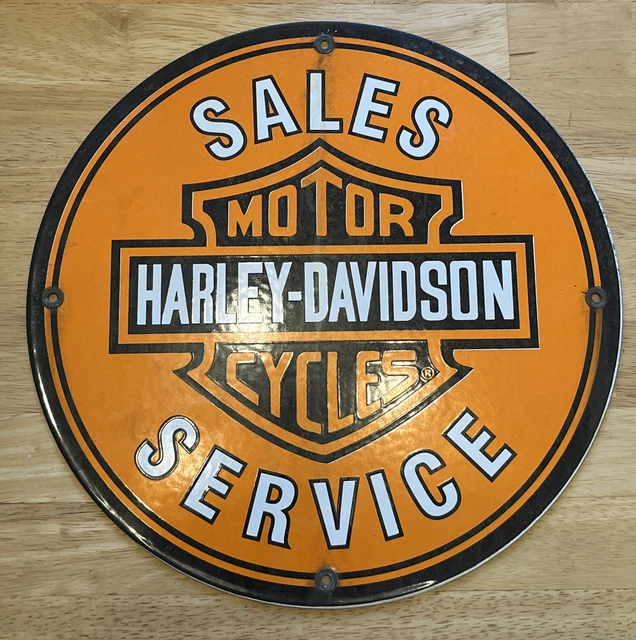 SALES
MOTOR
HARLEY-DAVIDSON
CYCLES®
SERVICE